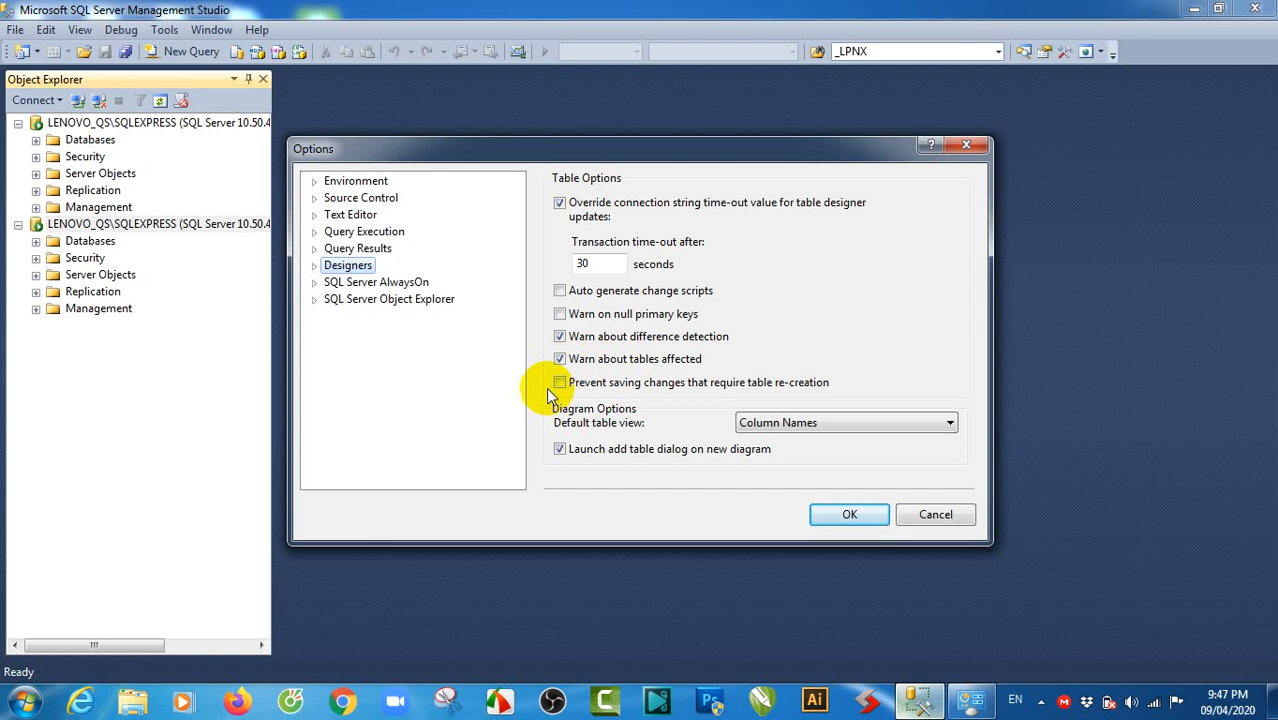 Microsoft SQL Server Management Studio
File Edit View Debug Tools Window Help
New Query _LPNX
Object Explorer
Connect
LENOVO_QS\SQLEXPRESS (SQL Server 10.50.4
Databases
Security
Server Objects
Replication
Management
LENOVO_QS\SQLEXPRESS (SQL Server 10.50.4
Databases
Security
Server Objects
Replication
Management
Options
Environment
Source Control
Text Editor
Query Execution
Query Results
Designers
SQL Server AlwaysOn
SQL Server Object Explorer
Table Options
Override connection string time-out value for table designer
updates:
Transaction time-out after:
30 seconds
Auto generate change scripts
Warn on null primary keys
Warn about difference detection
Warn about tables affected
Prevent saving changes that require table re-creation
Diagram Options
Default table view: Column Names
Launch add table dialog on new diagram
OK Cancel
Ready
EN
9:47 PM
09/04/2020